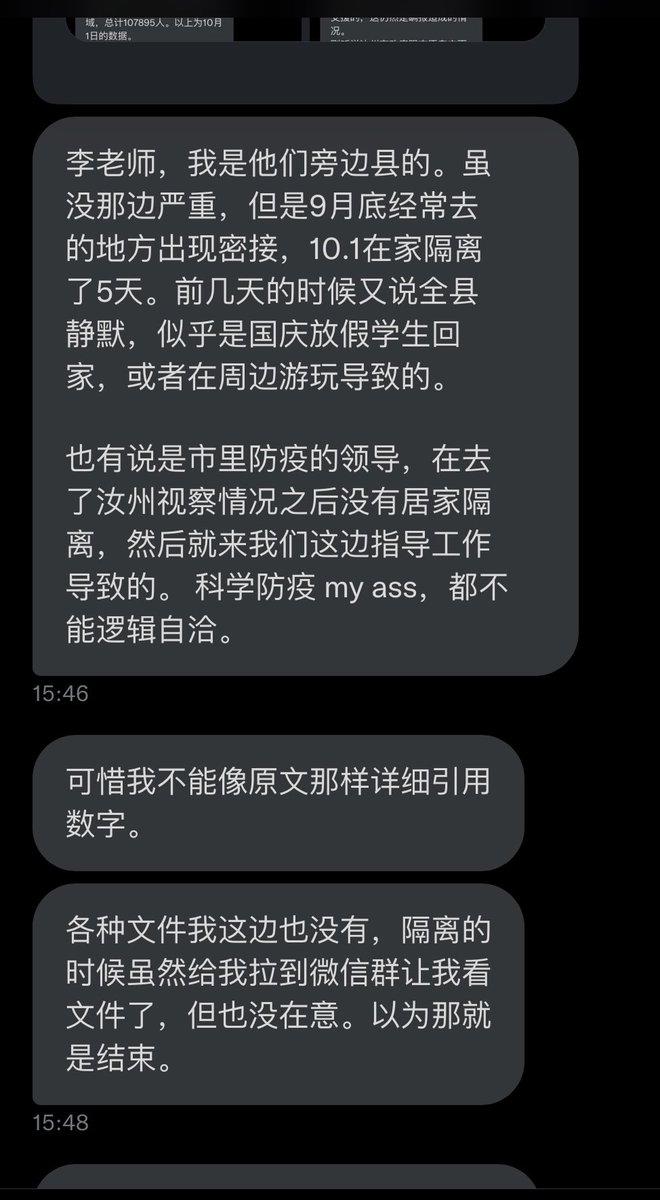 域，总计107895人。以上为10月
1日的数据。
况。
李老师，我是他们旁边县的。虽
没那边严重，但是9月底经常去
的地方出现密接，10.1在家隔离
了5天。前几天的时候又说全县
静默，似乎是国庆放假学生回
家，或者在周边游玩导致的。
也有说是市里防疫的领导，在去
了汝州视察情况之后没有居家隔
离，然后就来我们这边指导工作
导致的。 科学防疫 my ass，都不
能逻辑自洽。
15:46
可惜我不能像原文那样详细引用
数字。
各种文件我这边也没有，隔离的
时候虽然给我拉到微信群让我看
文件了，但也没在意。以为那就
是结束。
15:48